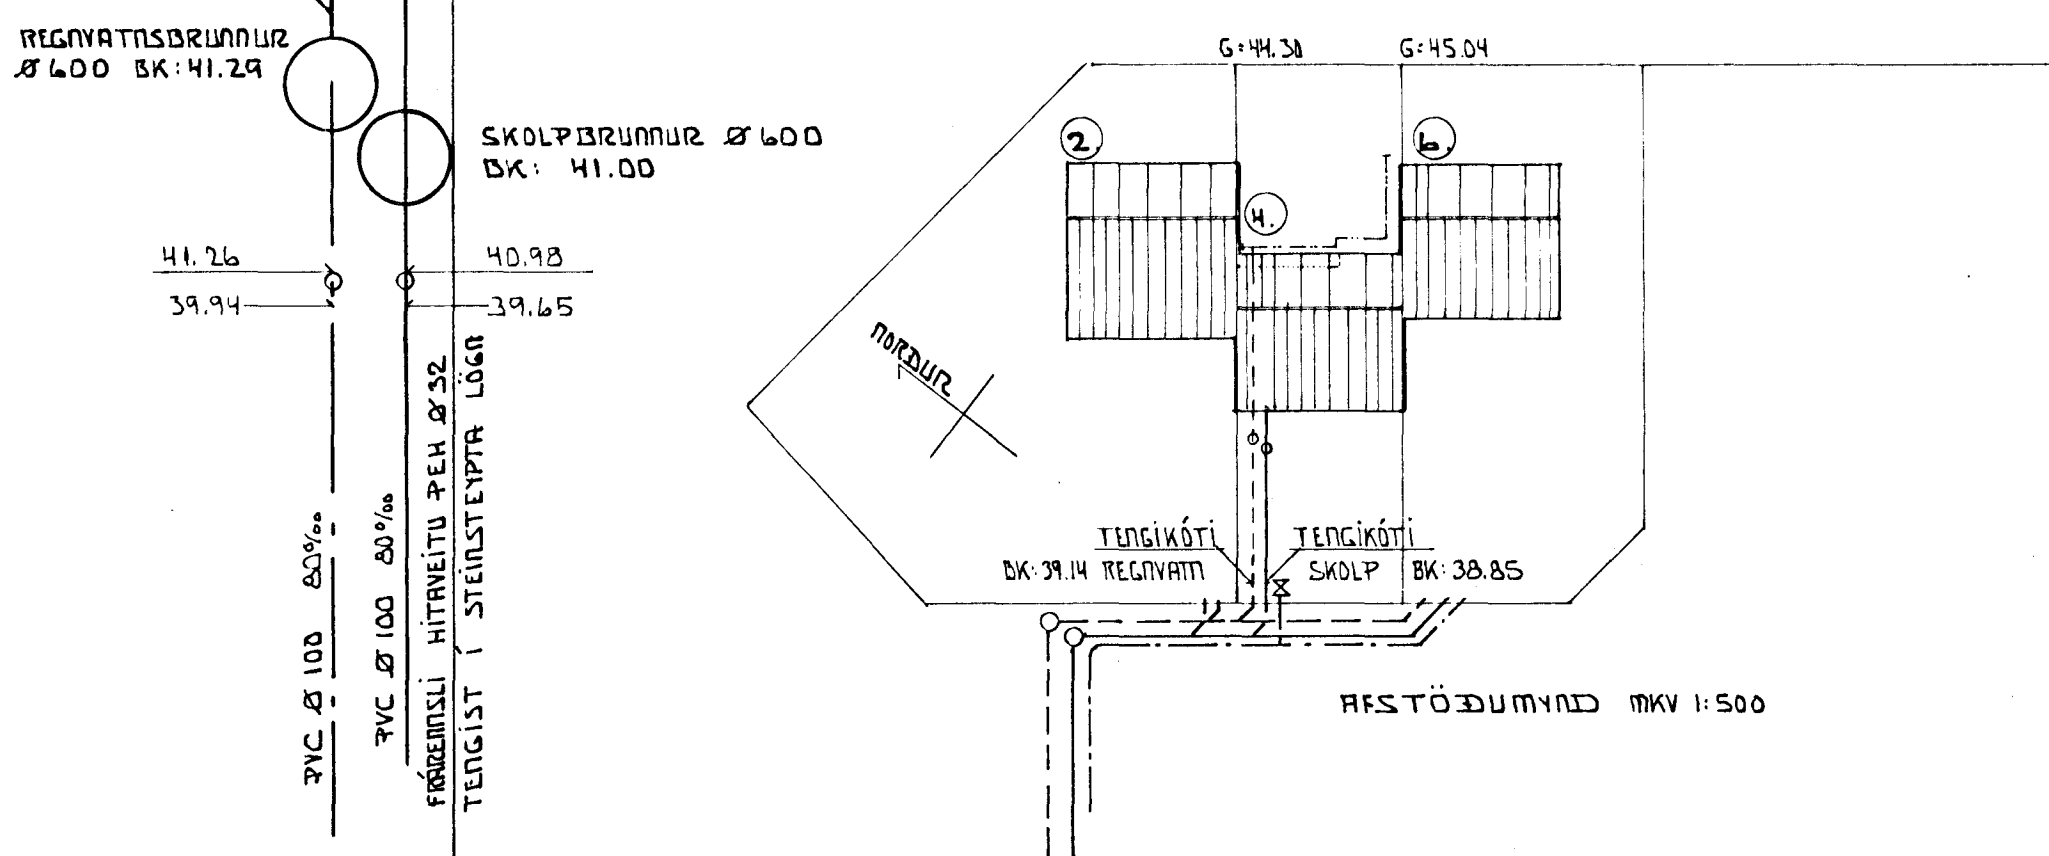 REGNVATNSBRUNNUR
Ø 600 BK: 41.29
SKOLPBRUNNUR Ø 600
BK: 41.00
41.26
40.98
39.94
39.65
PVC Ø 100 80‰
PVC Ø 100 80‰
FRÁRENNSLI HITAVEITU PEH Ø 32
TENGIST Í STEINSTEYPTA LÖGN
G: 44.30
G: 45.04
2.
4.
6.
NORÐUR
TENGIKÓTI
BK: 39.14 REGNVATN
TENGIKÓTI
SKOLP BK: 38.85
AFSTÖÐUMYND MKV 1:500